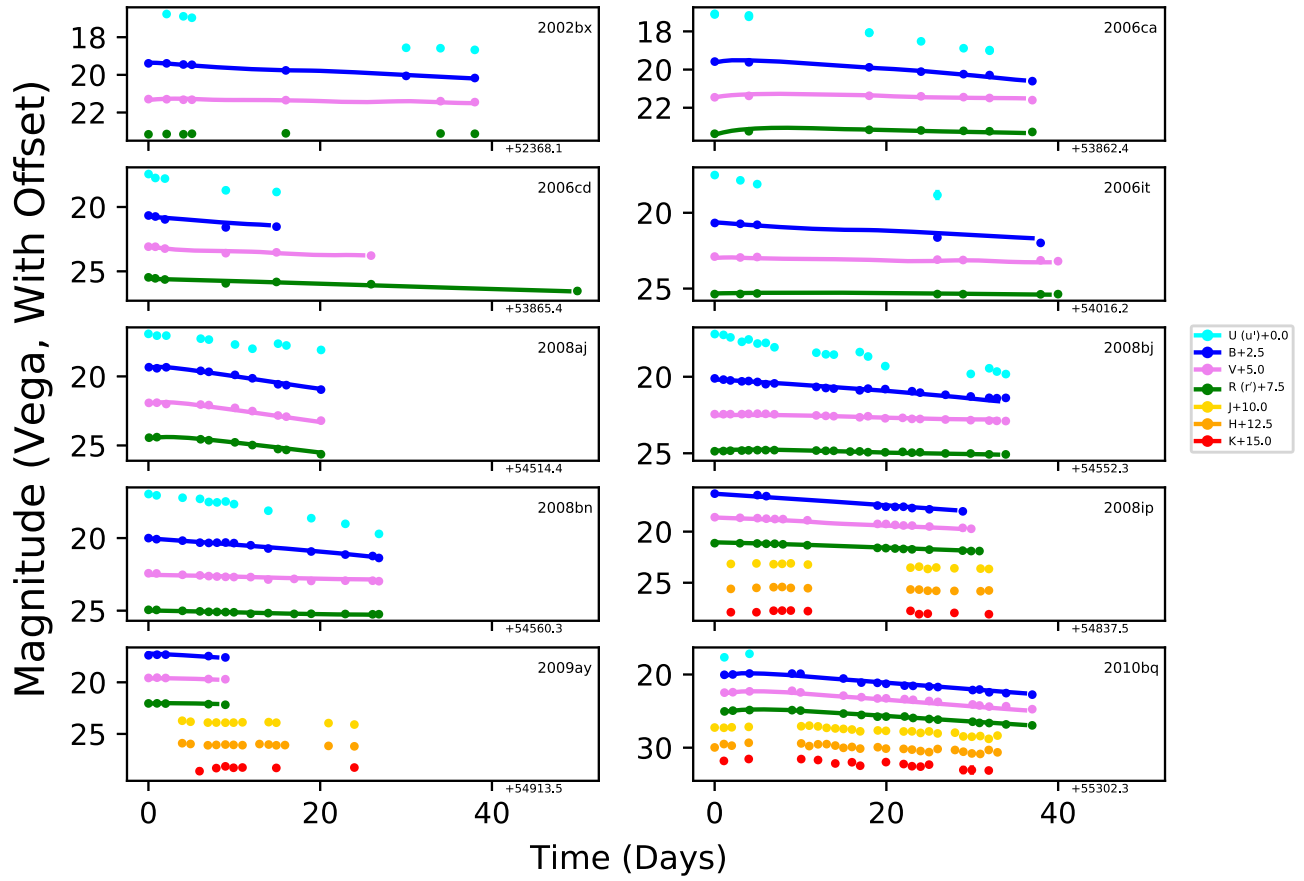 Magnitude (Vega, With Offset)
2002bx
18
20
22
+52368.1
2006ca
18
20
22
+53862.4
2006cd
20
25
+53865.4
2006it
20
25
+54016.2
2008aj
20
25
+54514.4
2008bj
20
25
+54552.3
U (u')+0.0
B+2.5
V+5.0
R (r')+7.5
J+10.0
H+12.5
K+15.0
2008bn
20
25
+54560.3
2008ip
20
25
+54837.5
2009ay
20
25
+54913.5
0 20 40
2010bq
20
30
+55302.3
0 20 40
Time (Days)